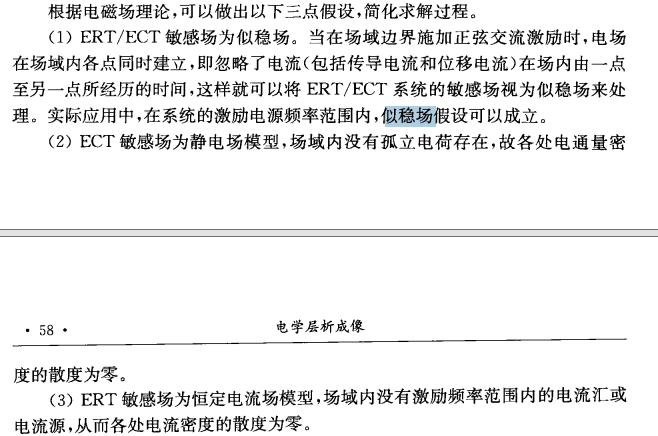 根据电磁场理论,可以做出以下三点假设,简化求解过程。
(1) ERT/ECT 敏感场为似稳场。当在场域边界施加正弦交流激励时,电场
在场域内各点同时建立,即忽略了电流(包括传导电流和位移电流)在场内由一点
至另一点所经历的时间,这样就可以将 ERT/ECT 系统的敏感场视为似稳场来处
理。实际应用中,在系统的激励电源频率范围内,似稳场假设可以成立。
(2) ECT 敏感场为静电场模型,场域内没有孤立电荷存在,故各处电通量密
· 58 · 电学层析成像
度的散度为零。
(3) ERT 敏感场为恒定电流场模型,场域内没有激励频率范围内的电流汇或
电流源,从而各处电流密度的散度为零。